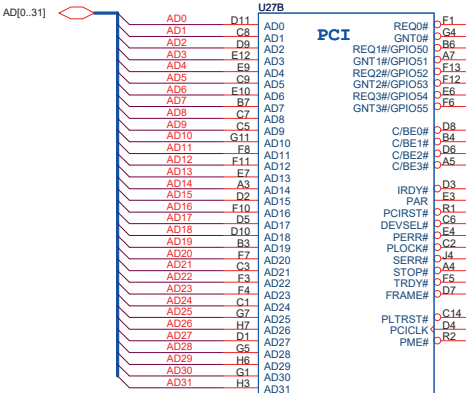 AD[0..31]
U27B
PCI
AD0 D11 AD0
AD1 C8 AD1
AD2 D9 AD2
AD3 E12 AD3
AD4 E9 AD4
AD5 C9 AD5
AD6 E10 AD6
AD7 B7 AD7
AD8 C7 AD8
AD9 C5 AD9
AD10 G11 AD10
AD11 F8 AD11
AD12 F11 AD12
AD13 E7 AD13
AD14 A3 AD14
AD15 D2 AD15
AD16 F10 AD16
AD17 D5 AD17
AD18 D10 AD18
AD19 B3 AD19
AD20 F7 AD20
AD21 C3 AD21
AD22 F3 AD22
AD23 F4 AD23
AD24 C1 AD24
AD25 G7 AD25
AD26 H7 AD26
AD27 D1 AD27
AD28 G5 AD28
AD29 H6 AD29
AD30 G1 AD30
AD31 H3 AD31
REQ0# F1
GNT0# G4
REQ1#/GPIO50 B6
GNT1#/GPIO51 A7
REQ2#/GPIO52 F13
GNT2#/GPIO53 F12
REQ3#/GPIO54 E6
GNT3#/GPIO55 F6
C/BE0# D8
C/BE1# B4
C/BE2# D6
C/BE3# A5
IRDY# D3
PAR E3
PCIRST# R1
DEVSEL# C6
PERR# E4
PLOCK# C2
SERR# J4
STOP# A4
TRDY# F5
FRAME# D7
PLTRST# C14
PCICLK D4
PME# R2